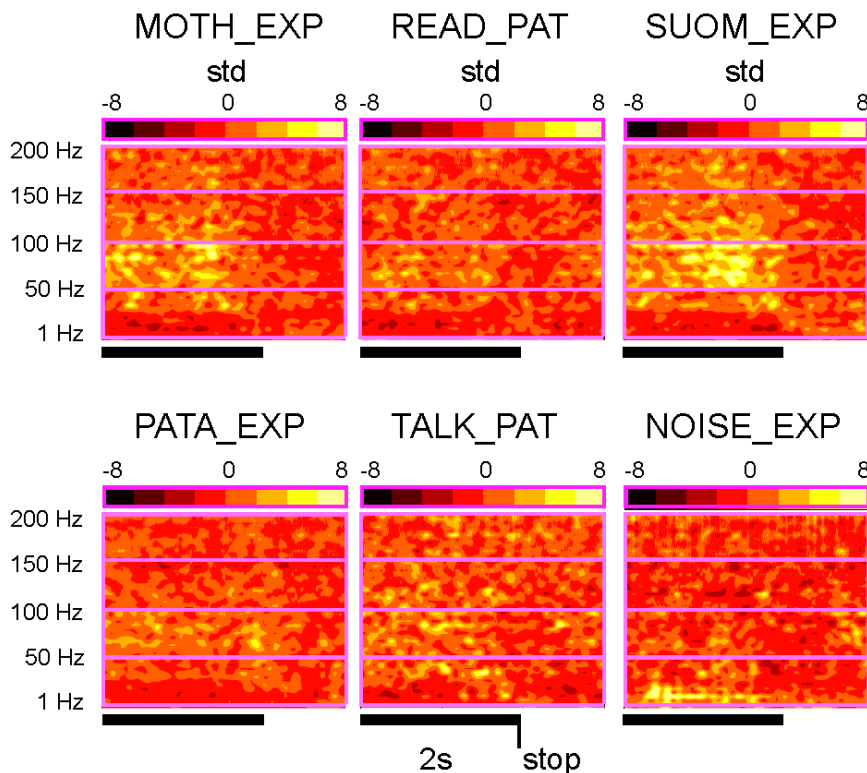 MOTH_EXP READ_PAT SUOM_EXP
std std std
-8 0 8 -8 0 8 -8 0 8
200 Hz
150 Hz
100 Hz
50 Hz
1 Hz
PATA_EXP TALK_PAT NOISE_EXP
-8 0 8 -8 0 8 -8 0 8
200 Hz
150 Hz
100 Hz
50 Hz
1 Hz
2s stop